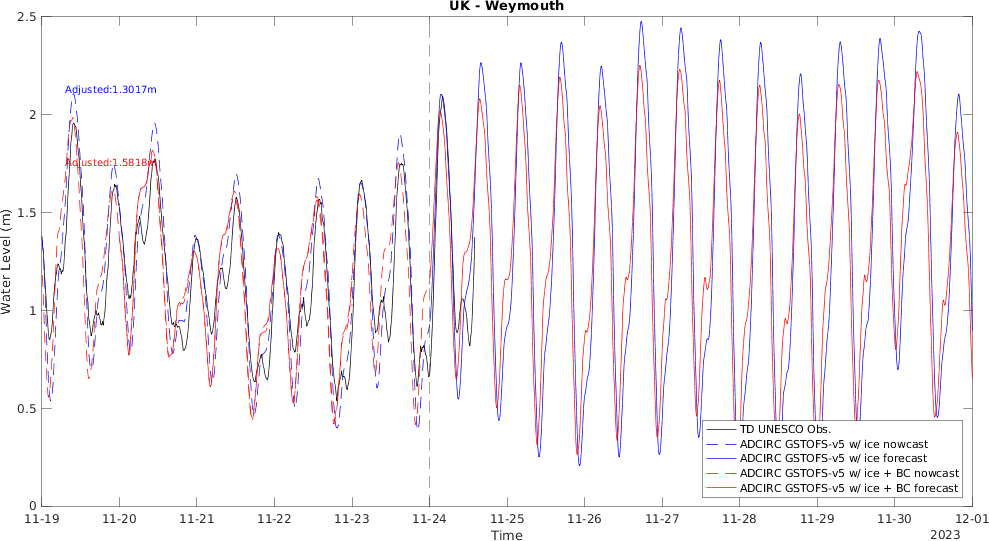 UK - Weymouth
2.5
2
1.5
1
0.5
0
Water Level (m)
Adjusted:1.3017m
Adjusted:1.5818m
TD UNESCO Obs.
ADCIRC GSTOFS-v5 w/ ice nowcast
ADCIRC GSTOFS-v5 w/ ice forecast
ADCIRC GSTOFS-v5 w/ ice + BC nowcast
ADCIRC GSTOFS-v5 w/ ice + BC forecast
11-19 11-20 11-21 11-22 11-23 11-24 11-25 11-26 11-27 11-28 11-29 11-30 12-01
Time
2023